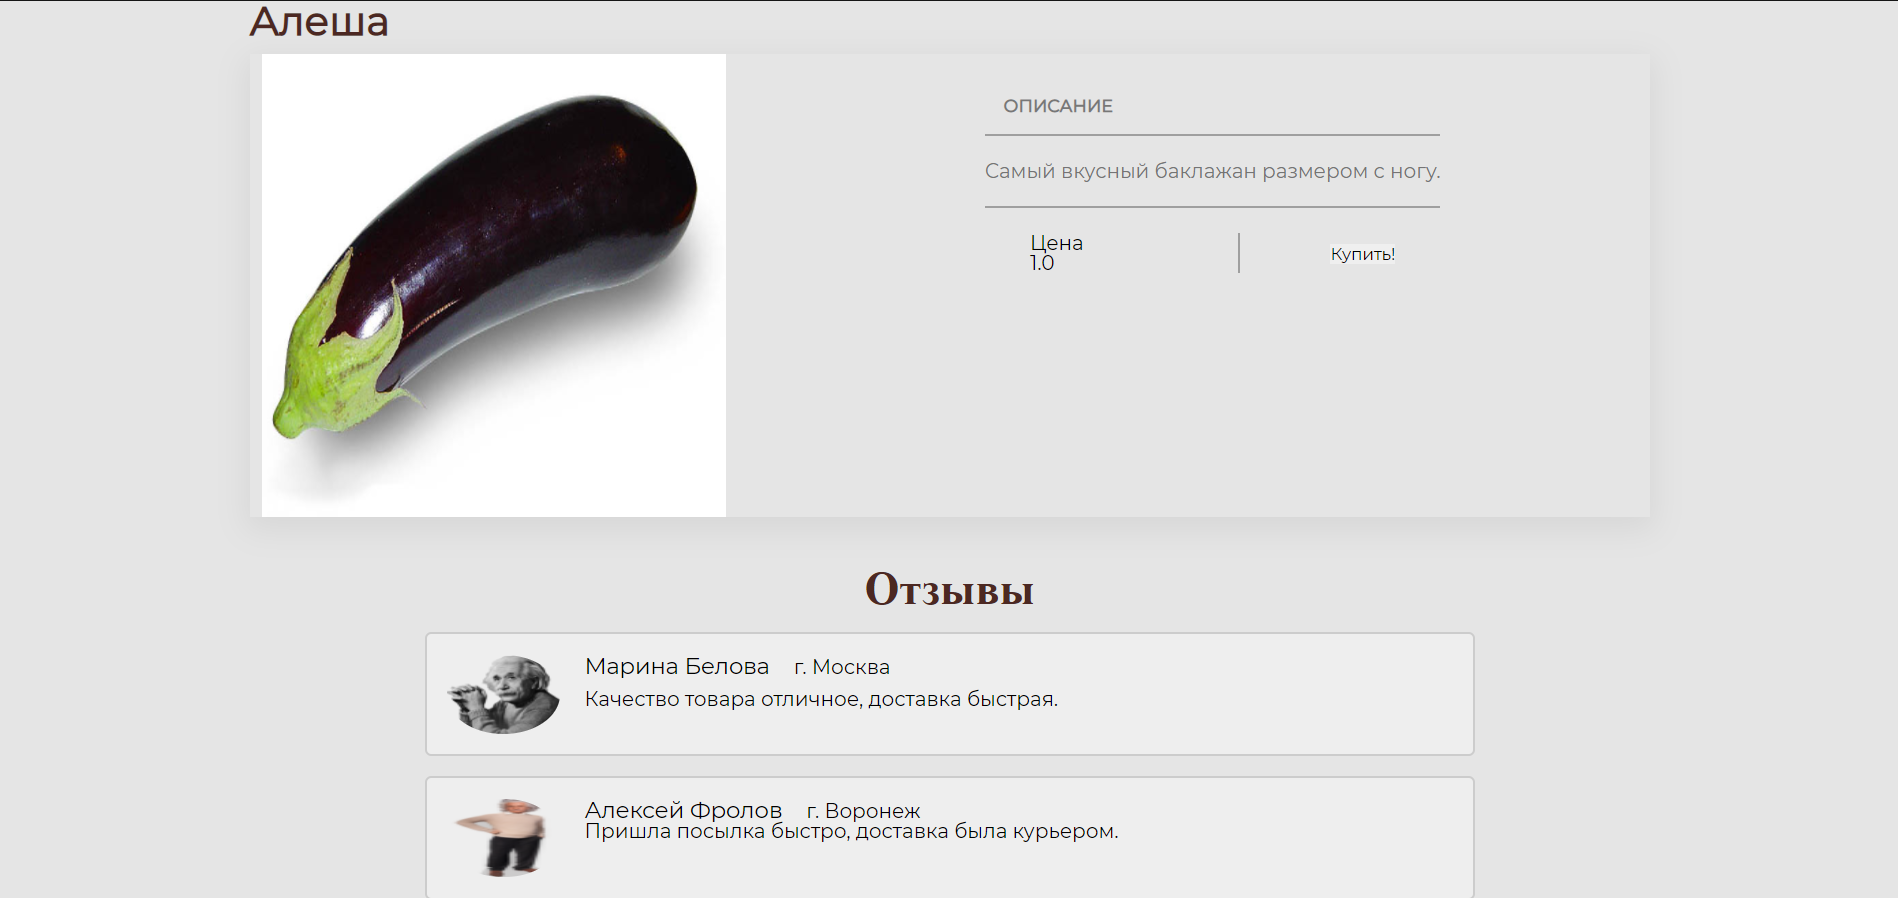 Алеша
ОПИСАНИЕ
Самый вкусный баклажан размером с ногу.
Цена
1.0
Купить!
Отзывы
Марина Белова г. Москва
Качество товара отличное, доставка быстрая.
Алексей Фролов г. Воронеж
Пришла посылка быстро, доставка была курьером.